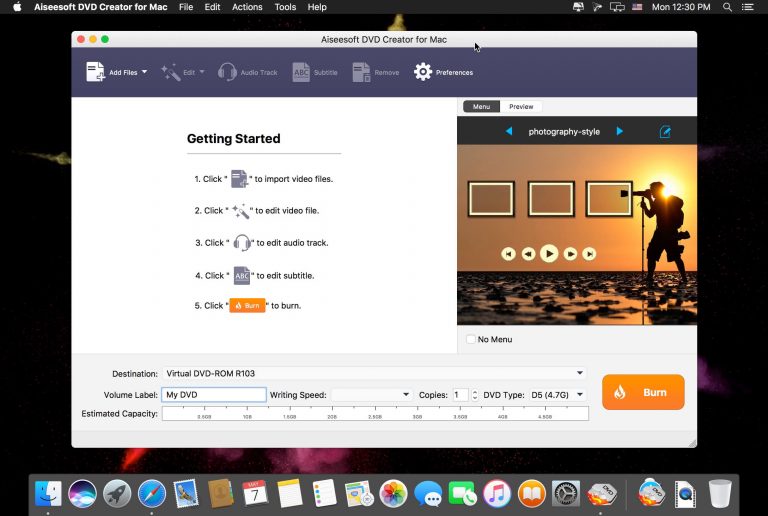 Aiseesoft DVD Creator for Mac File Edit Actions Tools Help Mon 12:30 PM
Aiseesoft DVD Creator for Mac
Add Files Edit Audio Track ABC Subtitle Remove Preferences
Menu Preview
photography-style
Getting Started
1. Click " " to import video files.
2. Click " " to edit video file.
3. Click " " to edit audio track.
4. Click " ABC " to edit subtitle.
5. Click " Burn " to burn.
No Menu
Destination: Virtual DVD-ROM R103
Volume Label: My DVD Writing Speed: Copies: 1 DVD Type: D5 (4.7G)
Burn
Estimated Capacity: 0.5GB 1GB 1.5GB 2GB 2.5GB 3GB 3.5GB 4GB 4.5GB
MAY
7